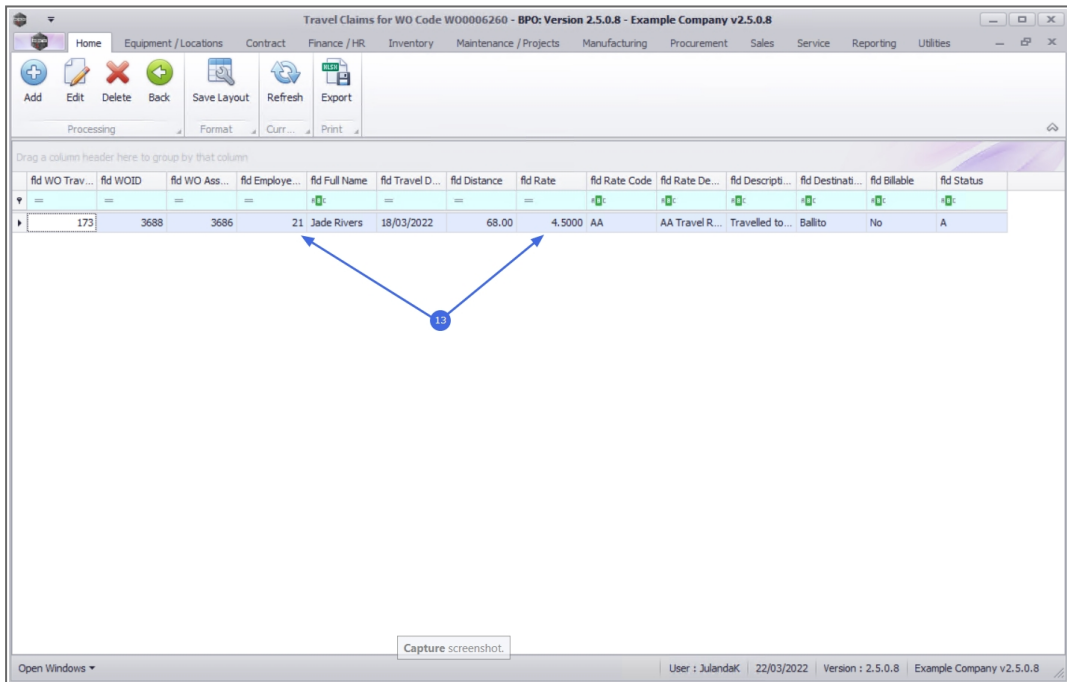 Travel Claims for WO Code WO0006260 - BPO: Version 2.5.0.8 - Example Company v2.5.0.8
Home Equipment / Locations Contract Finance / HR Inventory Maintenance / Projects Manufacturing Procurement Sales Service Reporting Utilities
Add Edit Delete Back Save Layout Refresh Export
Processing Format Curr... Print
Drag a column header here to group by that column
fld WO Trav... fld WOID fld WO Ass... fld Employe... fld Full Name fld Travel D... fld Distance fld Rate fld Rate Code fld Rate De... fld Descripti... fld Destinati... fld Billable fld Status
= = = = = = =
173 3688 3686 21 Jade Rivers 18/03/2022 68.00 4.5000 AA AA Travel R... Travelled to... Ballito No A
13
Capture screenshot.
Open Windows User : JulandaK 22/03/2022 Version : 2.5.0.8 Example Company v2.5.0.8